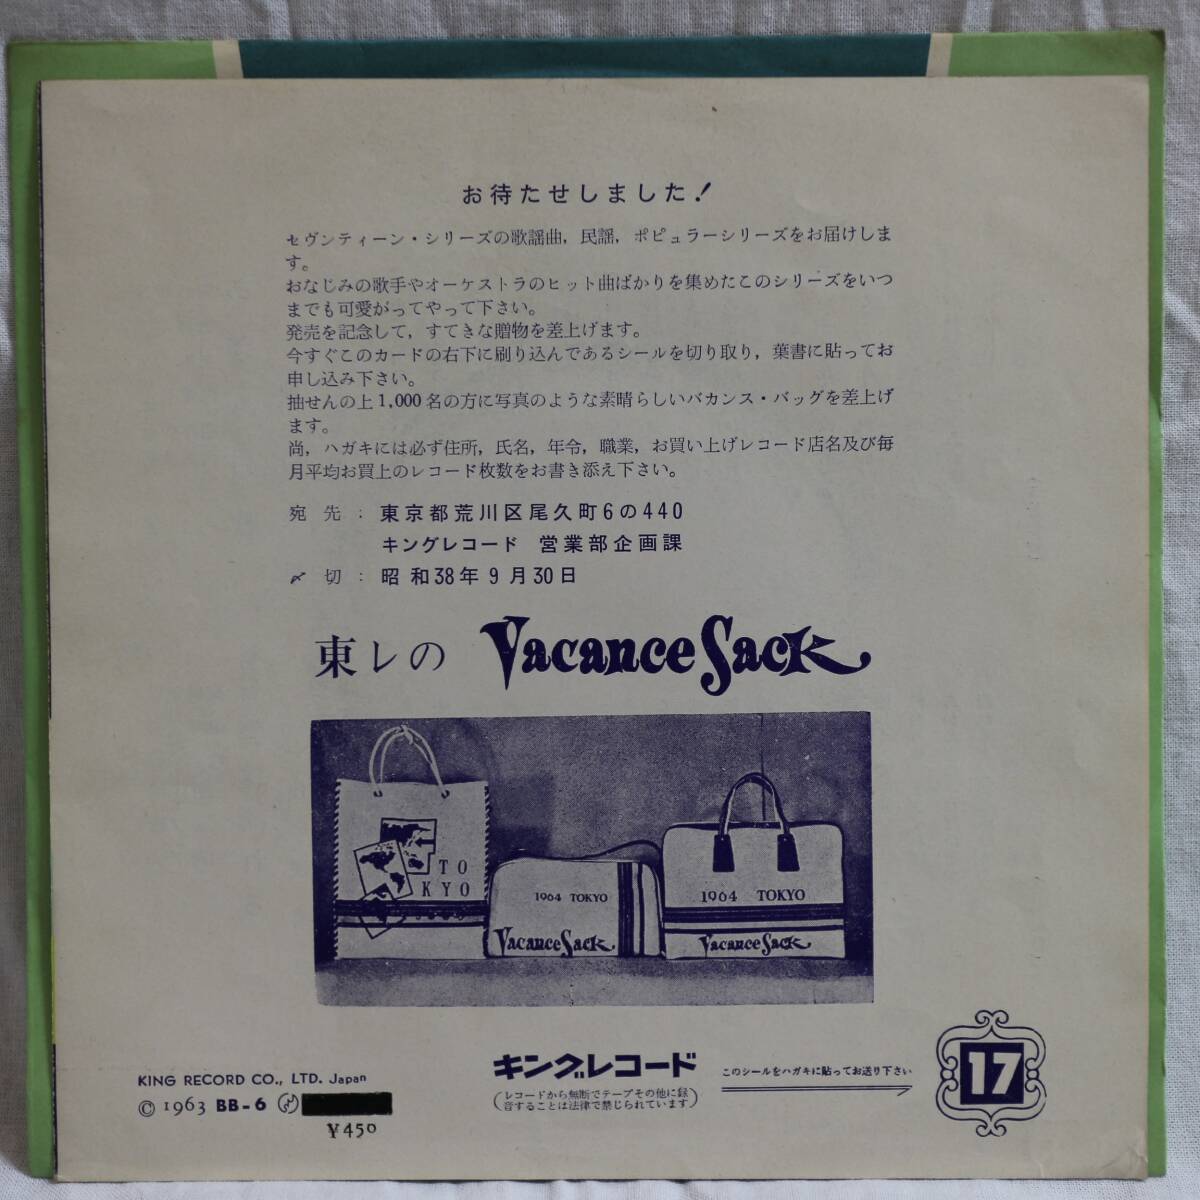 お待たせしました!
セヴンティーン・シリーズの歌謡曲，民謡，ポピュラーシリーズをお届けしま
す。
おなじみの歌手やオーケストラのヒット曲ばかりを集めたこのシリーズをいつ
までも可愛がってやって下さい。
発売を記念して，すてきな贈物を差上げます。
今すぐこのカードの右下に刷り込んであるシールを切り取り，葉書に貼ってお
申し込み下さい。
抽せんの上1,000名の方に写真のような素晴らしいバカンス・バッグを差上げ
ます。
尚，ハガキには必ず住所，氏名，年令，職業，お買い上げレコード店名及び毎
月平均お買上のレコード枚数をお書き添え下さい。
宛先：東京都荒川区尾久町6の440
キングレコード 営業部企画課
〆切：昭和38年9月30日
東レの Vacance Sack
TO
KYO
1964 TOKYO
Vacance Sack
1964 TOKYO
Vacance Sack
KING RECORD CO., LTD. Japan
© 1963 BB-6
¥450
キングレコード
(レコードから無断でテープその他に録
音することは法律で禁じられています)
このシールをハガキに貼ってお送り下さい
17